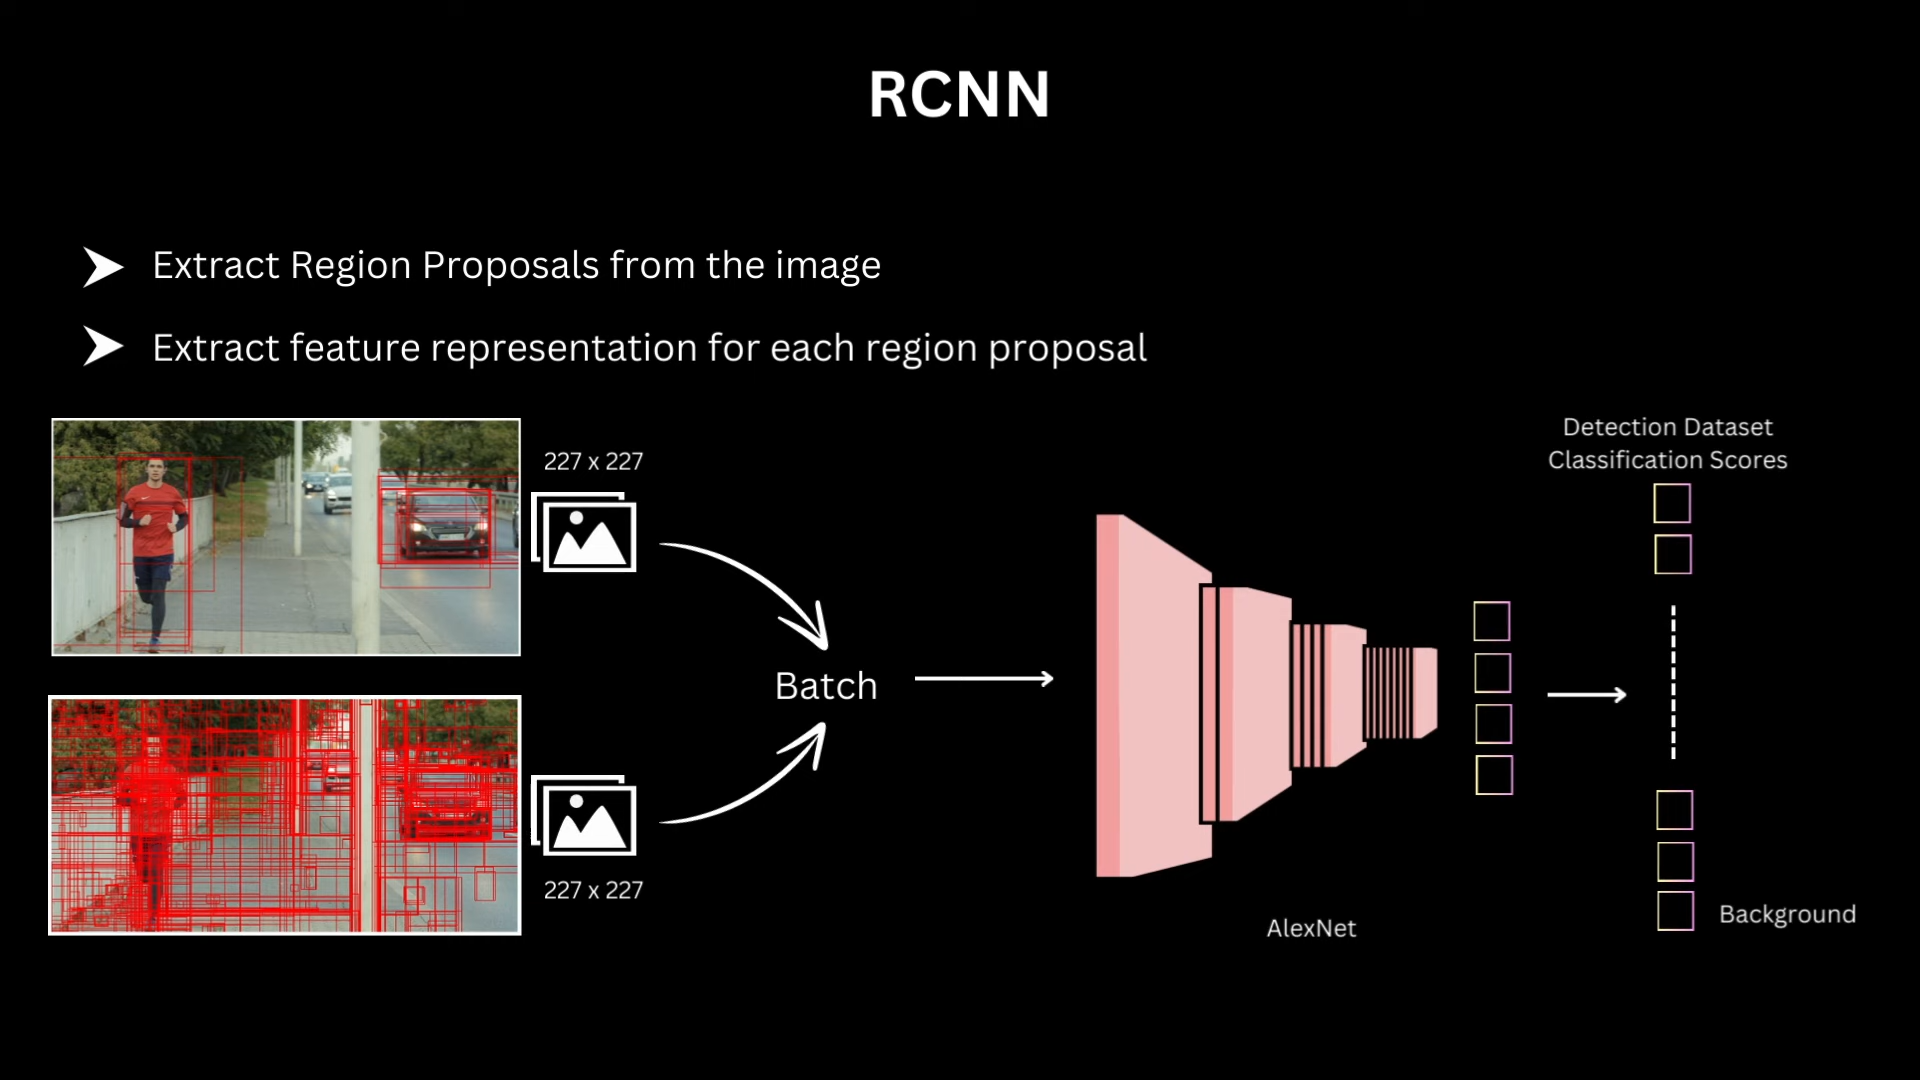 RCNN
Extract Region Proposals from the image
Extract feature representation for each region proposal
227 x 227
Batch
227 x 227
AlexNet
Detection Dataset
Classification Scores
Background